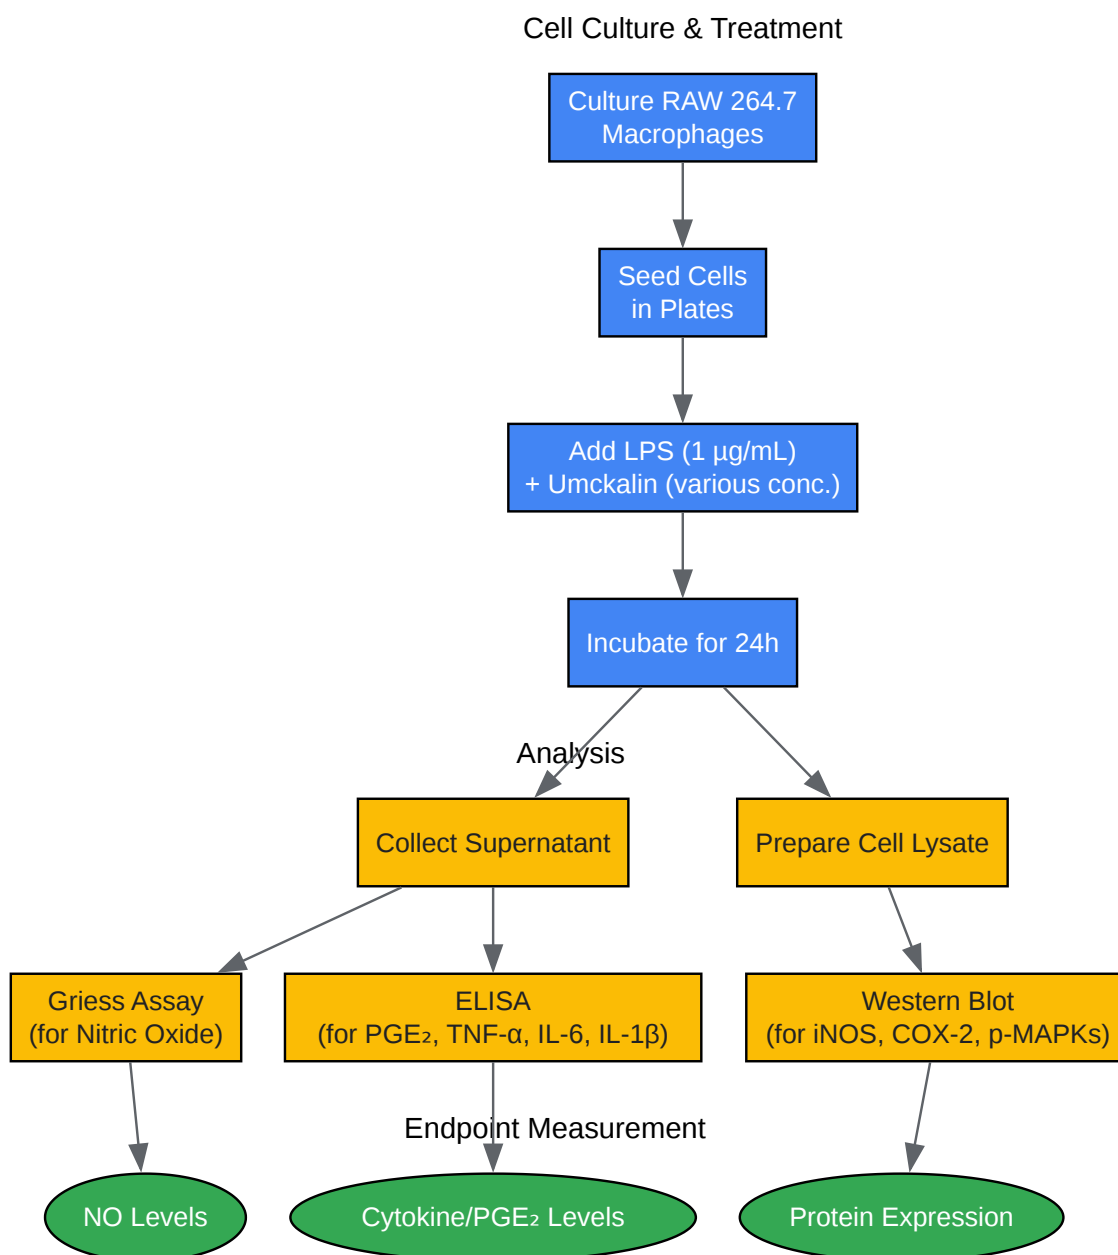 Cell Culture & Treatment
Culture RAW 264.7
Macrophages
Seed Cells
in Plates
Add LPS (1 µg/mL)
+ Umckalin (various conc.)
Incubate for 24h
Analysis
Collect Supernatant
Prepare Cell Lysate
Griess Assay
(for Nitric Oxide)
ELISA
(for PGE₂, TNF-α, IL-6, IL-1β)
Western Blot
(for iNOS, COX-2, p-MAPKs)
Endpoint Measurement
NO Levels
Cytokine/PGE₂ Levels
Protein Expression